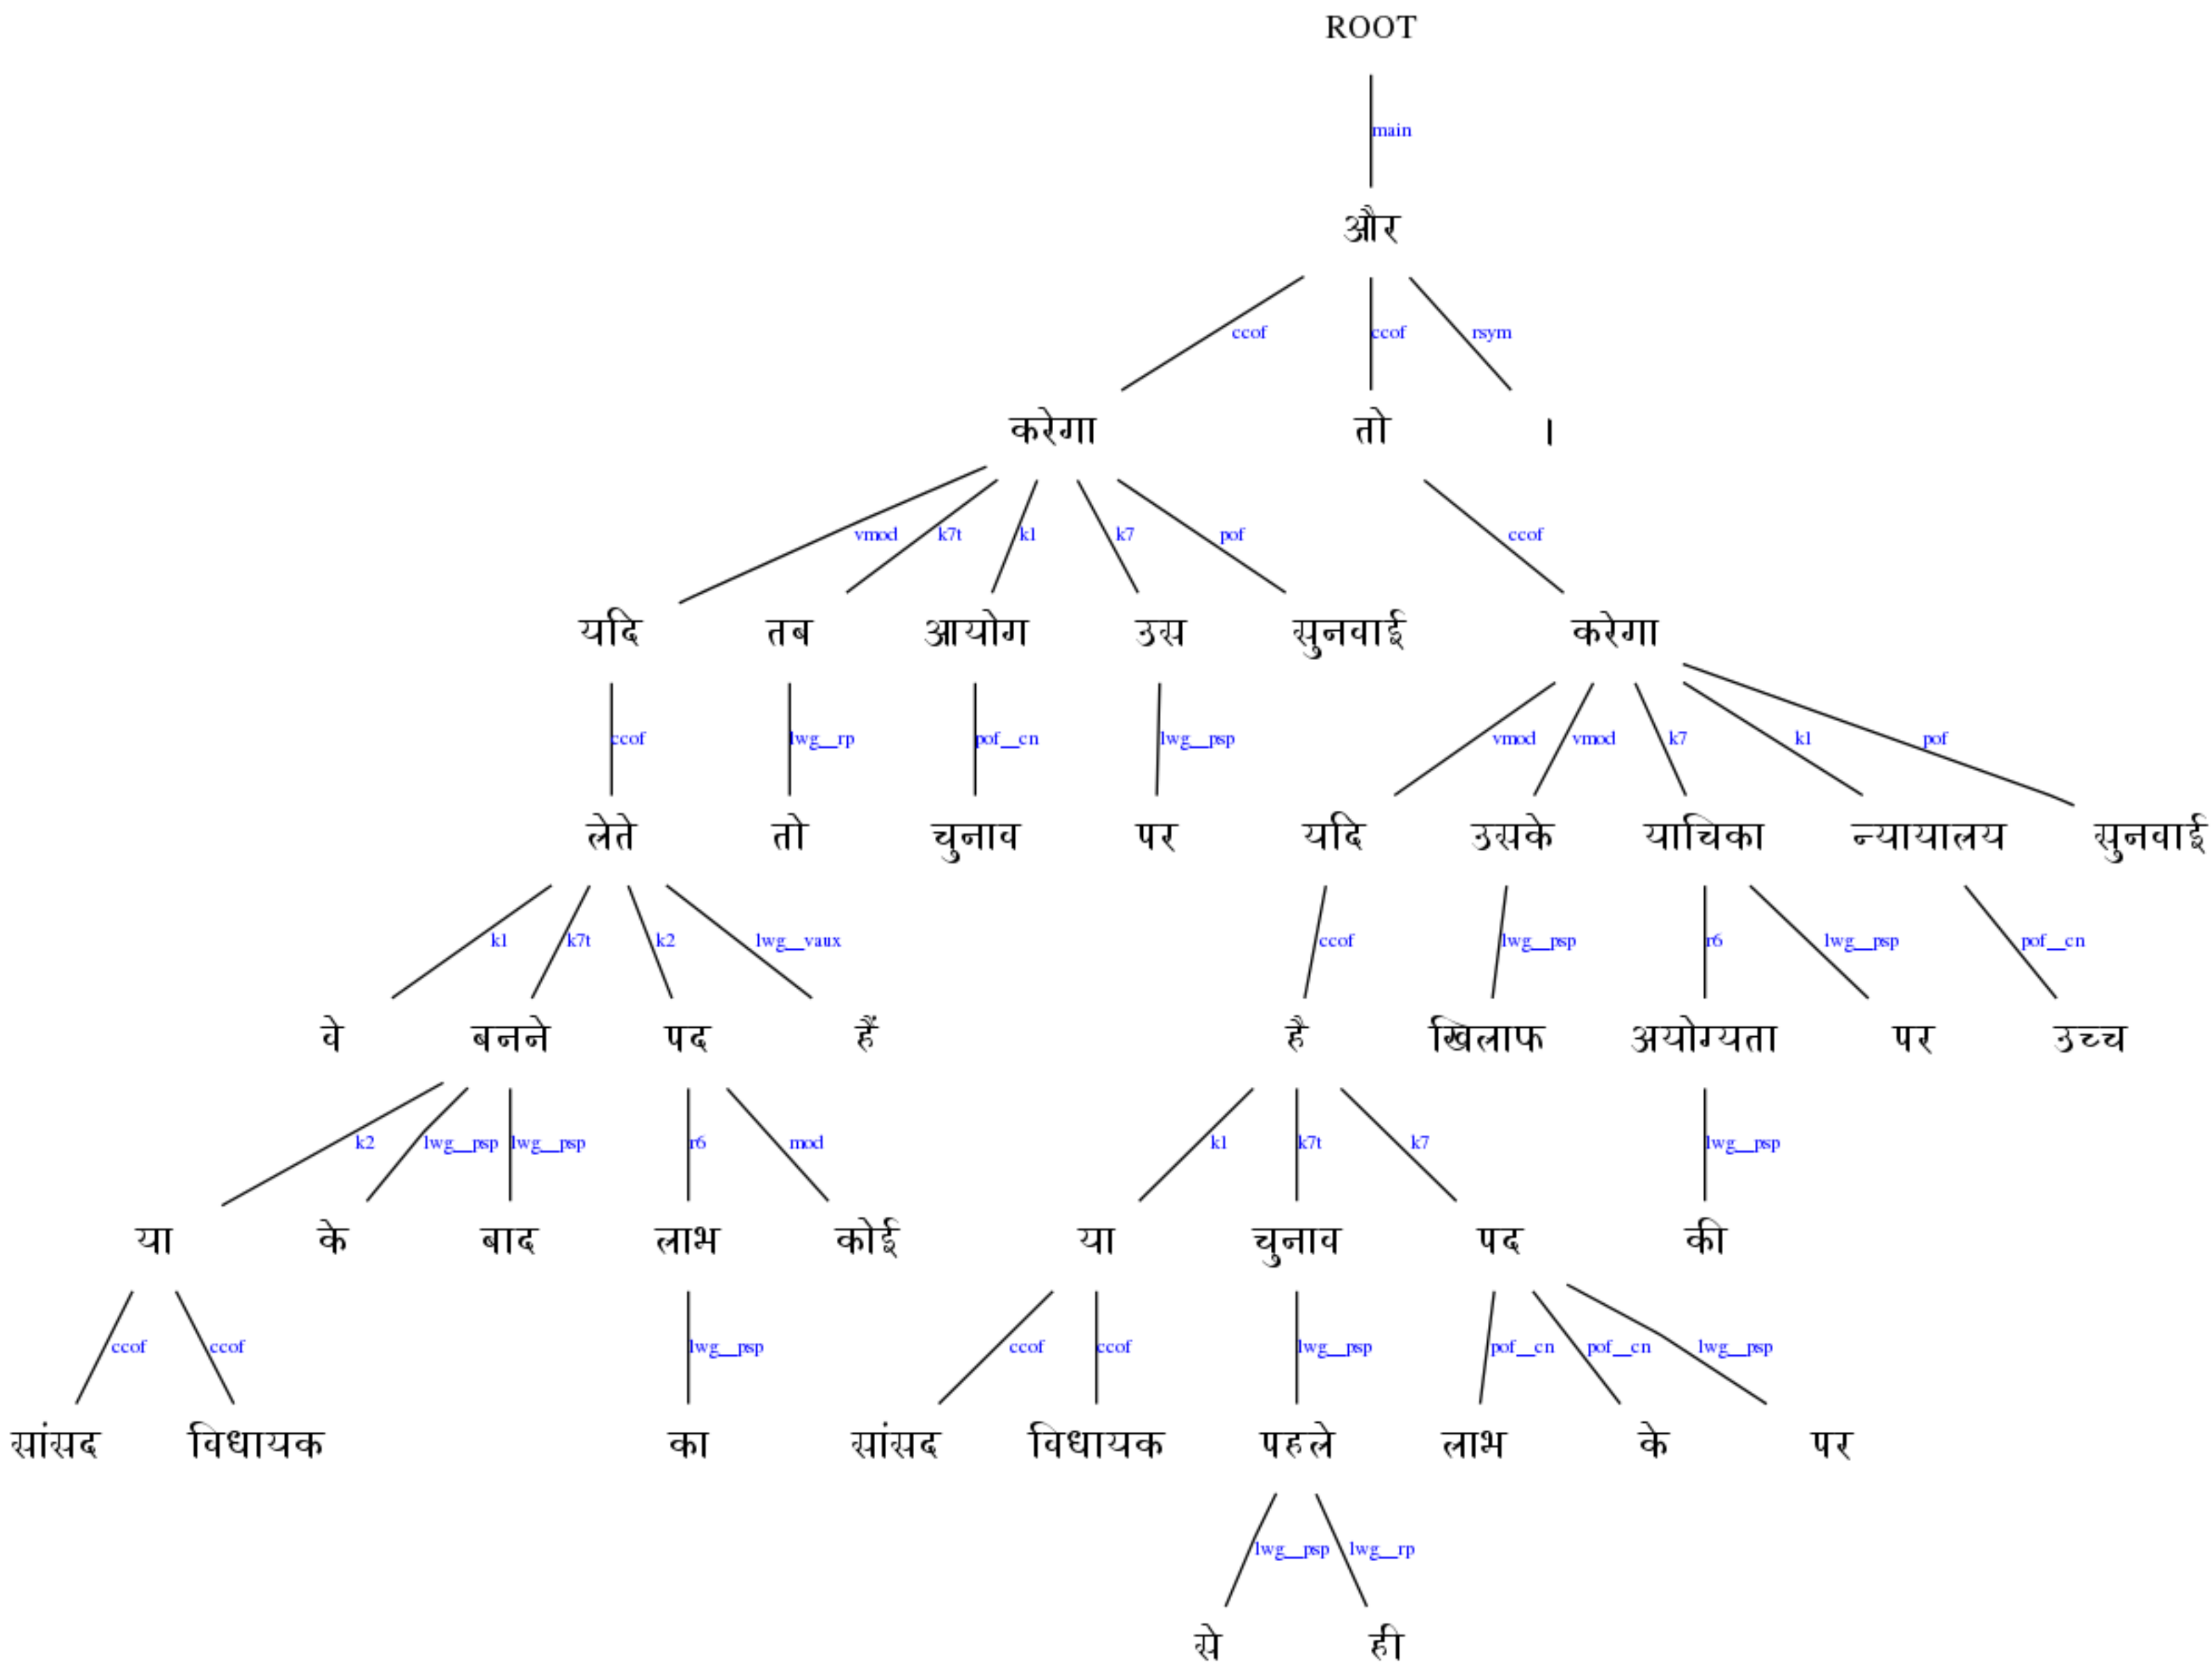 ROOT
main
और
ccof ccof rsym
करेगा तो ।
vmod k7t k1 k7 pof ccof
यदि तब आयोग उस सुनवाई करेगा
ccof lwg__rp pof__cn lwg__psp vmod vmod k7 k1 pof
लेते तो चुनाव पर यदि उसके याचिका न्यायालय सुनवाई
k1 k7t k2 lwg__vaux ccof lwg__psp r6 lwg__psp pof__cn
वे बनने पद हैं है खिलाफ अयोग्यता पर उच्च
k2 lwg__psp lwg__psp r6 mod k1 k7t k7 lwg__psp
या के बाद लाभ कोई या चुनाव पद की
ccof ccof lwg__psp ccof ccof lwg__psp pof__cn pof__cn lwg__psp
सांसद विधायक का सांसद विधायक पहले लाभ के पर
lwg__psp lwg__rp
से ही